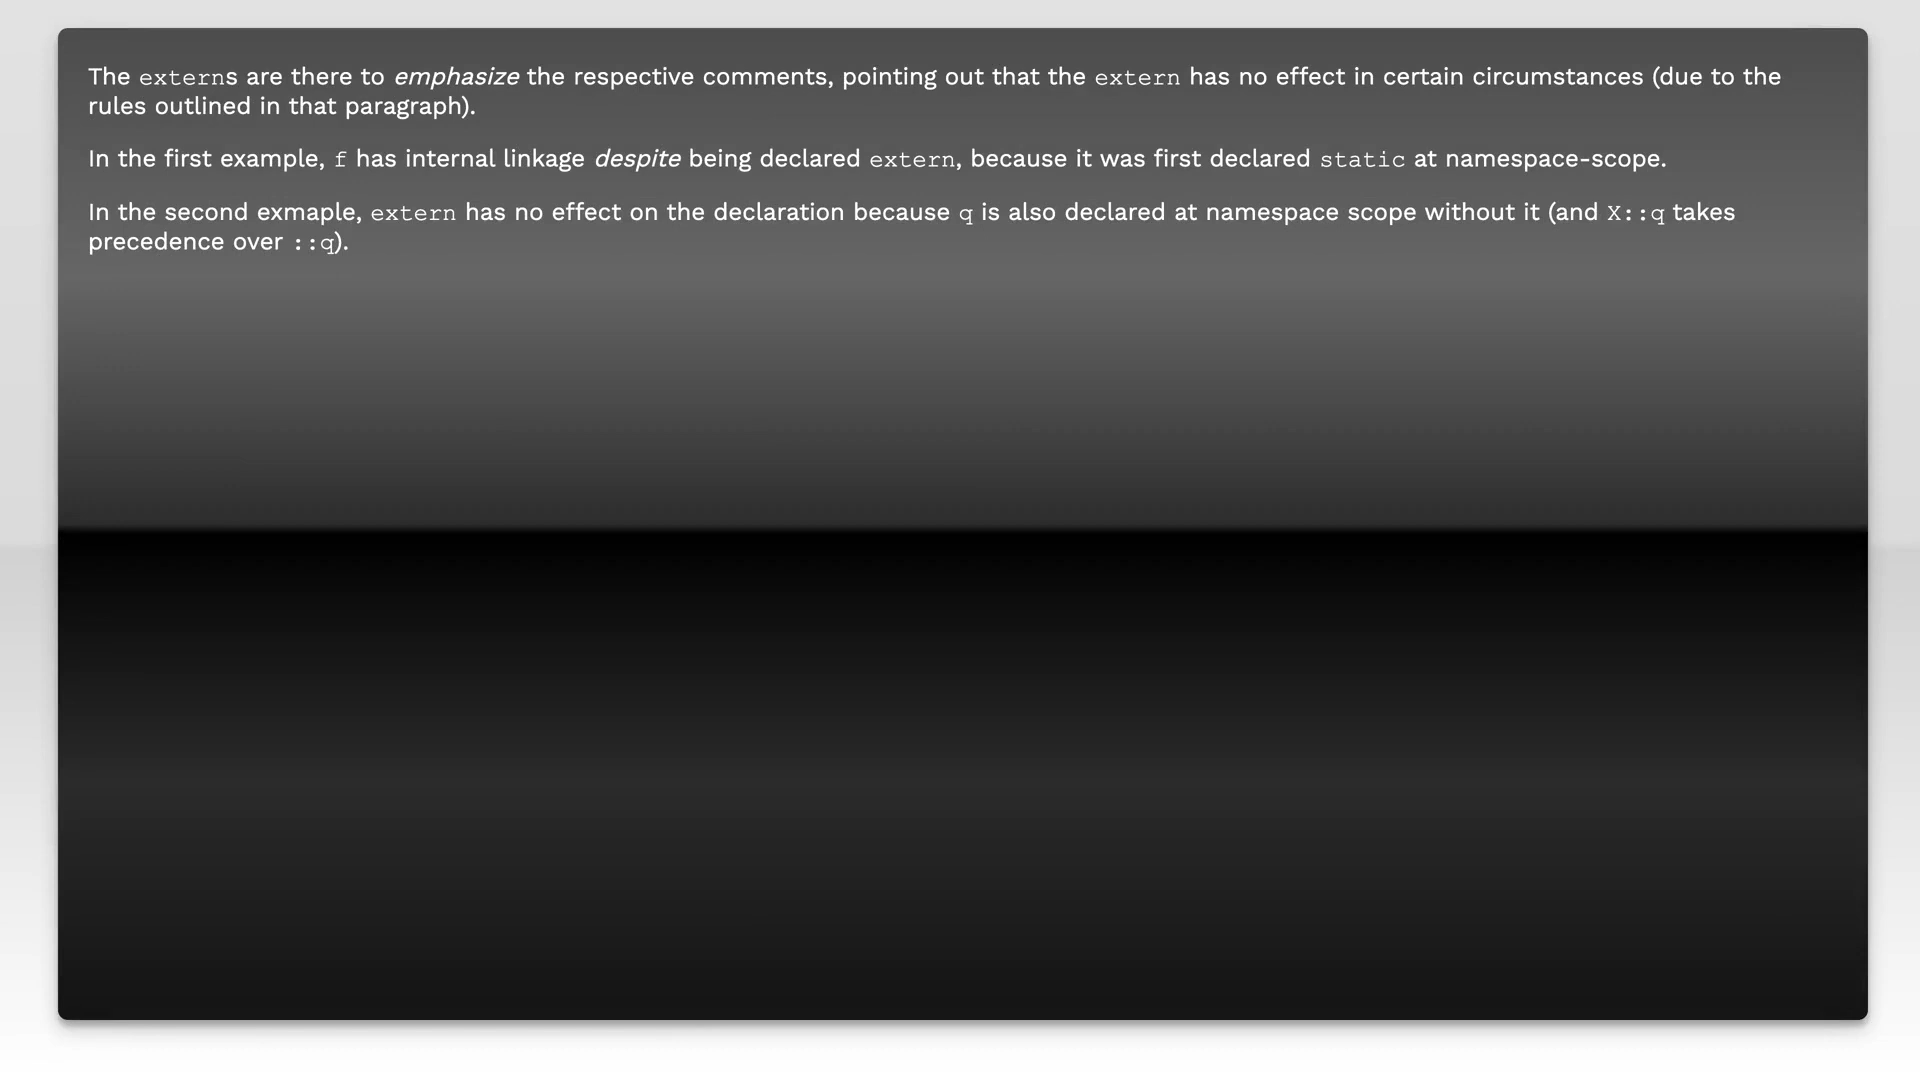 The externs are there to emphasize the respective comments, pointing out that the extern has no effect in certain circumstances (due to the
rules outlined in that paragraph).
In the first example, f has internal linkage despite being declared extern, because it was first declared static at namespace-scope.
In the second exmaple, extern has no effect on the declaration because q is also declared at namespace scope without it (and X::q takes
precedence over ::q).